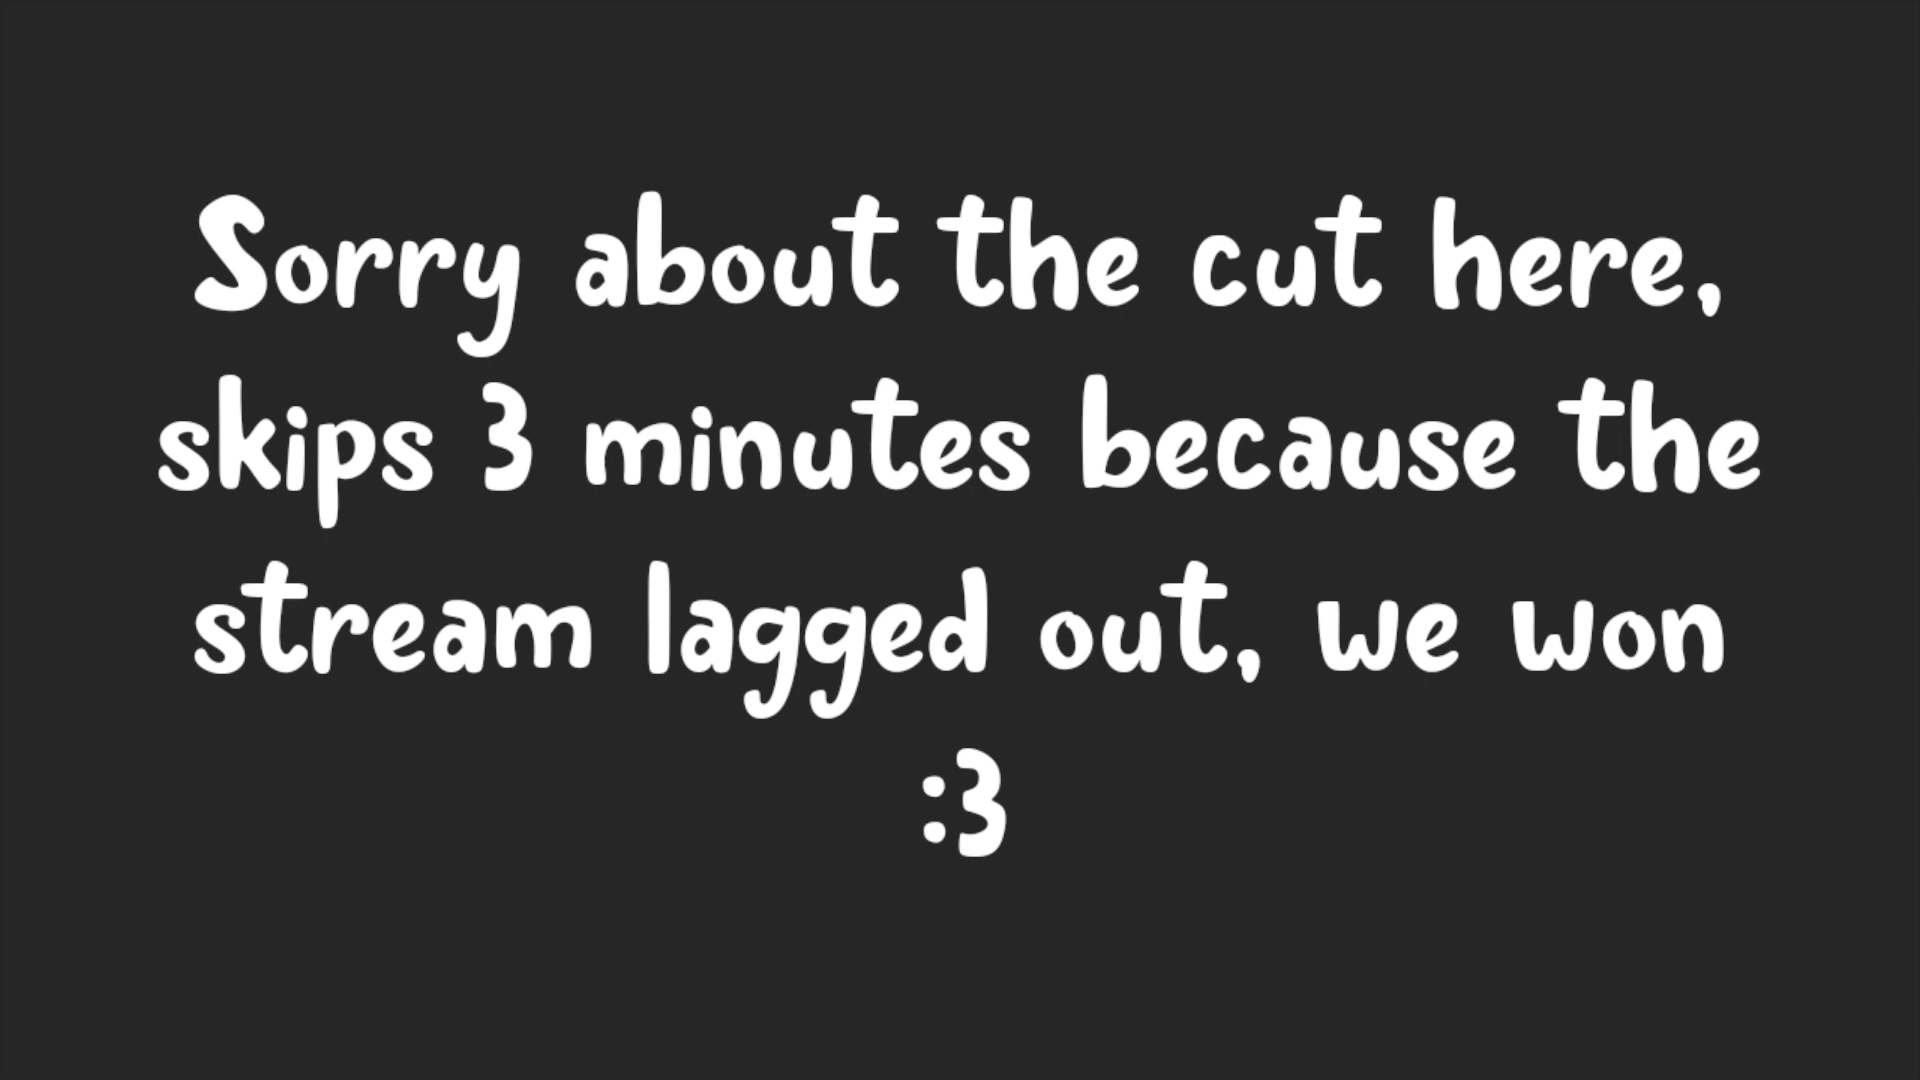 Sorry about the cut here,
skips 3 minutes because the
stream lagged out, we won
:3